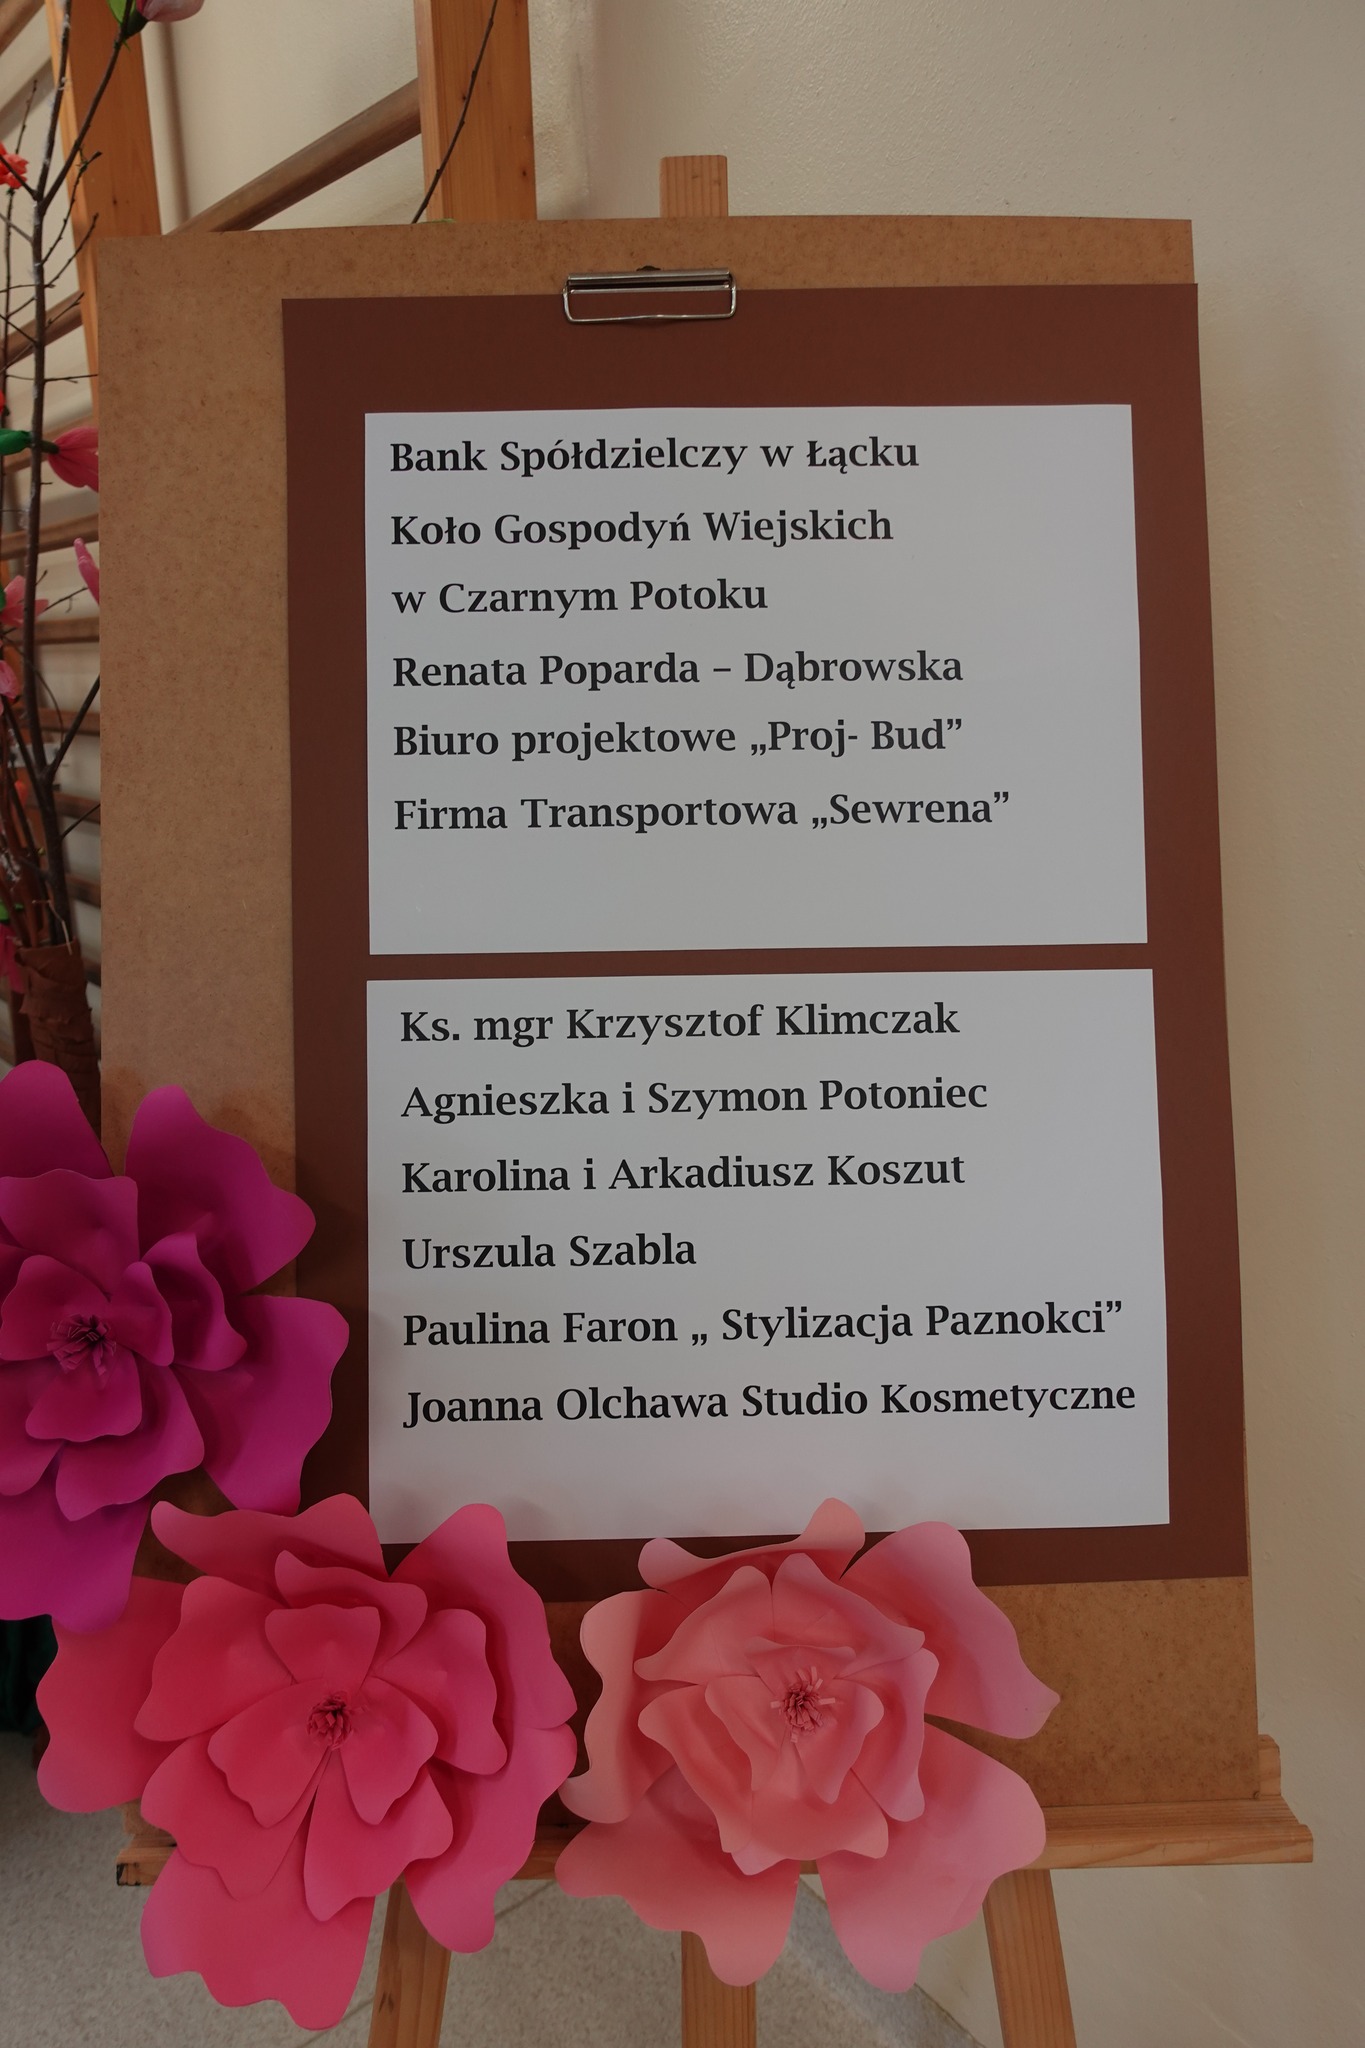 Bank Spółdzielczy w Łącku
Koło Gospodyń Wiejskich
w Czarnym Potoku
Renata Poparda – Dąbrowska
Biuro projektowe „Proj- Bud”
Firma Transportowa „Sewrena”
Ks. mgr Krzysztof Klimczak
Agnieszka i Szymon Potoniec
Karolina i Arkadiusz Koszut
Urszula Szabla
Paulina Faron „ Stylizacja Paznokci”
Joanna Olchawa Studio Kosmetyczne